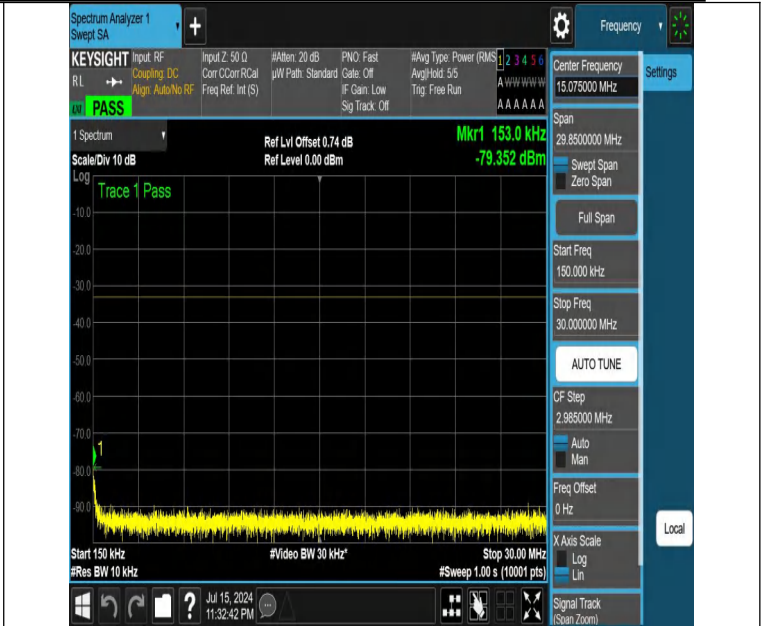 Spectrum Analyzer 1
Swept SA
+
Frequency
KEYSIGHT
RL
LXI
PASS
Input: RF
Coupling: DC
Align: Auto/No RF
Input Z: 50 Ω
Corr CCorr RCal
Freq Ref: Int (S)
#Atten: 20 dB
µW Path: Standard
PNO: Fast
Gate: Off
IF Gain: Low
Sig Track: Off
#Avg Type: Power (RMS
Avg|Hold: 5/5
Trig: Free Run
1 2 3 4 5 6
A W W W W W
A A A A A A
1 Spectrum
Scale/Div 10 dB
Ref Lvl Offset 0.74 dB
Ref Level 0.00 dBm
Mkr1 153.0 kHz
-79.352 dBm
Log
Trace 1 Pass
-10.0
-20.0
-30.0
-40.0
-50.0
-60.0
-70.0
-80.0
-90.0
1
Start 150 kHz
#Res BW 10 kHz
#Video BW 30 kHz*
Stop 30.00 MHz
#Sweep 1.00 s (10001 pts)
?
Jul 15, 2024
11:32:42 PM
Center Frequency
15.075000 MHz
Span
29.8500000 MHz
Swept Span
Zero Span
Full Span
Start Freq
150.000 kHz
Stop Freq
30.000000 MHz
AUTO TUNE
CF Step
2.985000 MHz
Auto
Man
Freq Offset
0 Hz
X Axis Scale
Log
Lin
Signal Track
(Span Zoom)
Settings
Local